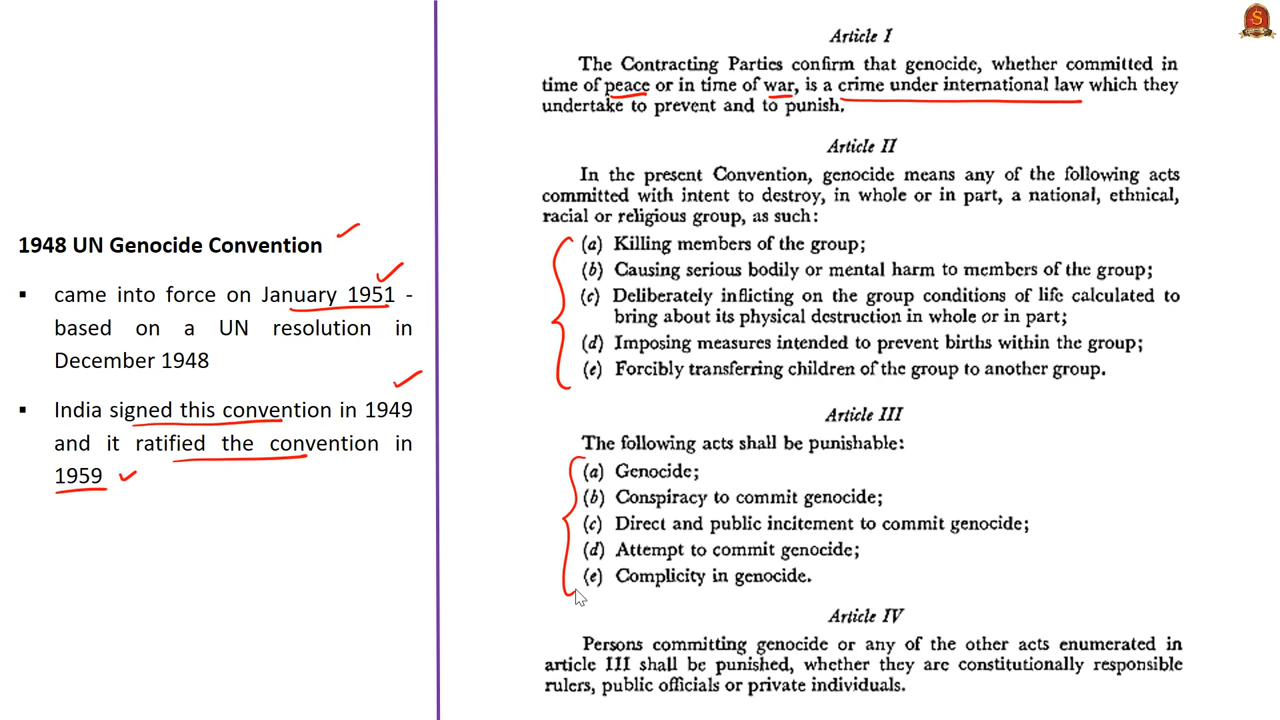 1948 UN Genocide Convention
▪ came into force on January 1951 -
based on a UN resolution in
December 1948
▪ India signed this convention in 1949
and it ratified the convention in
1959
Article I
The Contracting Parties confirm that genocide, whether committed in
time of peace or in time of war, is a crime under international law which they
undertake to prevent and to punish.
Article II
In the present Convention, genocide means any of the following acts
committed with intent to destroy, in whole or in part, a national, ethnical,
racial or religious group, as such:
(a) Killing members of the group;
(b) Causing serious bodily or mental harm to members of the group;
(c) Deliberately inflicting on the group conditions of life calculated to
bring about its physical destruction in whole or in part;
(d) Imposing measures intended to prevent births within the group;
(e) Forcibly transferring children of the group to another group.
Article III
The following acts shall be punishable:
(a) Genocide;
(b) Conspiracy to commit genocide;
(c) Direct and public incitement to commit genocide;
(d) Attempt to commit genocide;
(e) Complicity in genocide.
Article IV
Persons committing genocide or any of the other acts enumerated in
article III shall be punished, whether they are constitutionally responsible
rulers, public officials or private individuals.